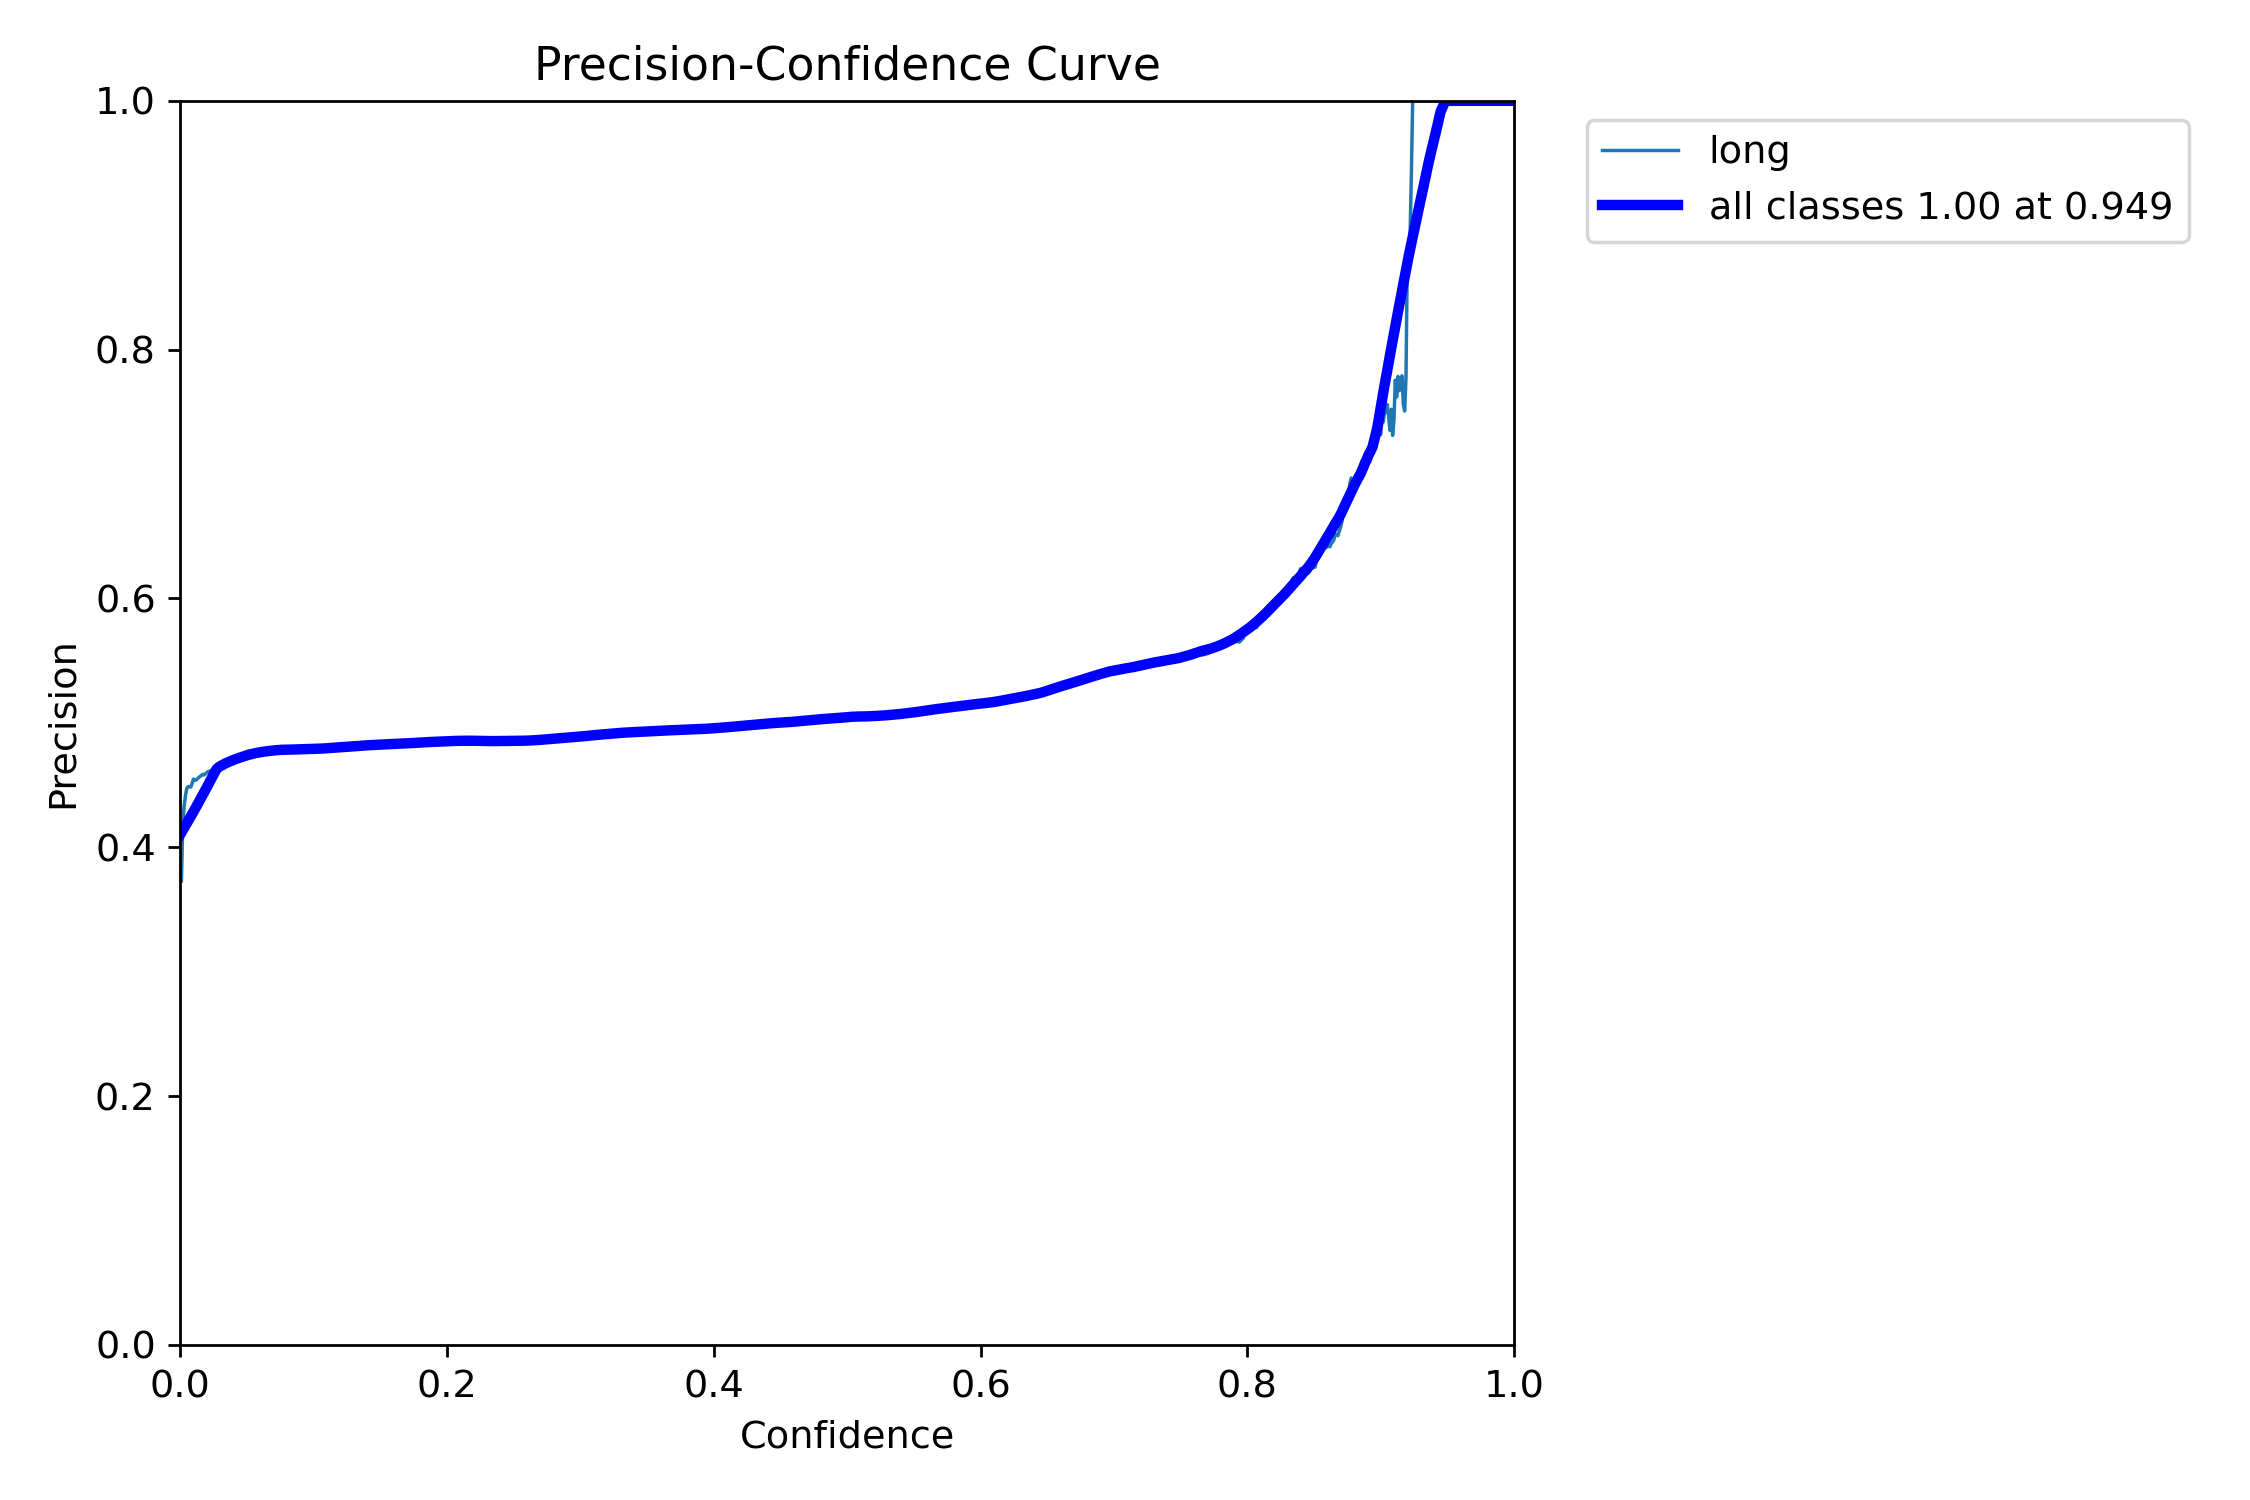 Precision-Confidence Curve
1.0
0.8
0.6
0.4
0.2
0.0
Precision
0.0 0.2 0.4 0.6 0.8 1.0
Confidence
long
all classes 1.00 at 0.949